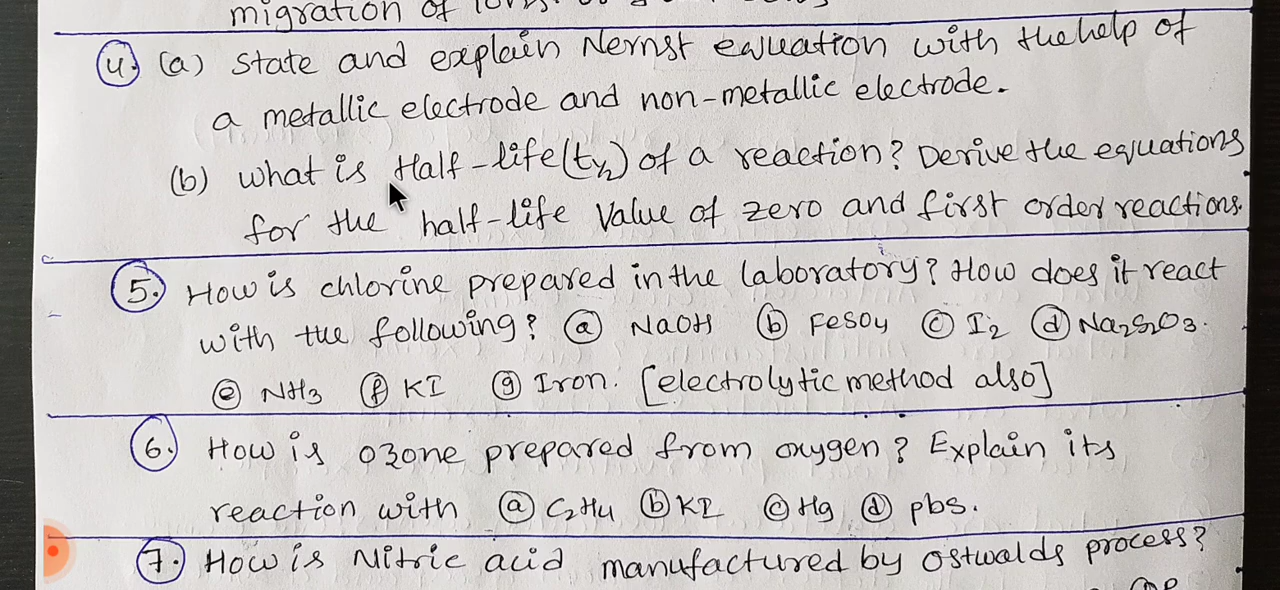 migration of
4. (a) State and explain Nernst equation with the help of
a metallic electrode and non-metallic electrode.
(b) what is Half-life(t½) of a reaction? Derive the equations
for the half-life Value of zero and first order reactions.
5. How is chlorine prepared in the laboratory? How does it react
with the following? (a) NaOH (b) FeSO4 (c) I2 (d) Na2S2O3.
(e) NH3 (f) KI (g) Iron. [electrolytic method also]
6. How is ozone prepared from oxygen? Explain its
reaction with (a) C2H4 (b) KI (c) Hg (d) pbs.
7. How is Nitric acid manufactured by ostwalds process?